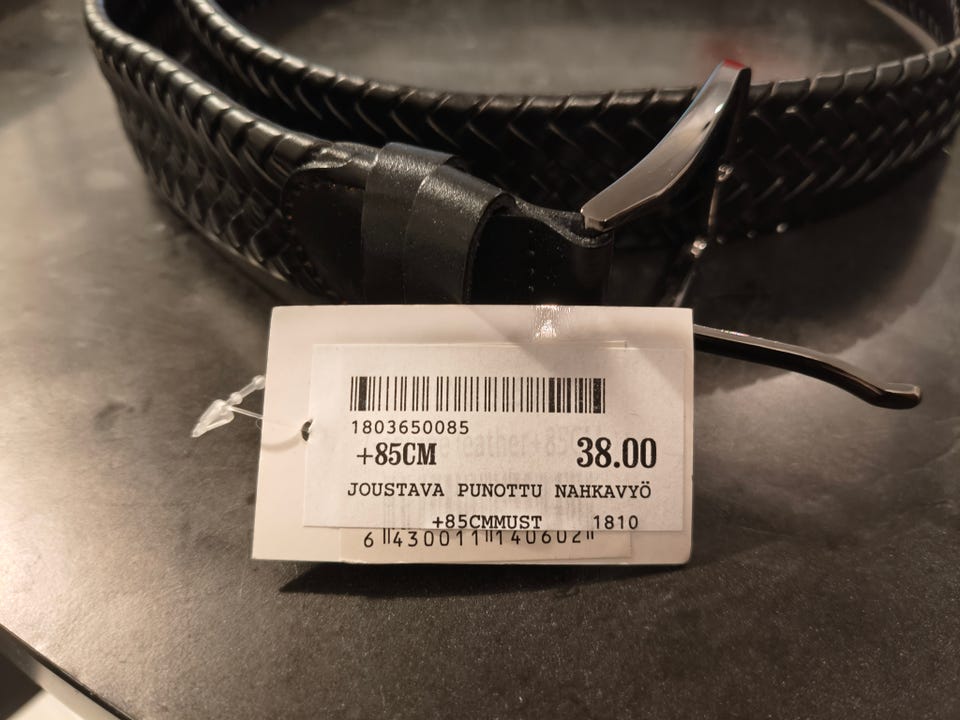 1803650085
+85CM 38.00
JOUSTAVA PUNOTTU NAHKAVYÖ
+85CMMUST 1810
6 430011 140602